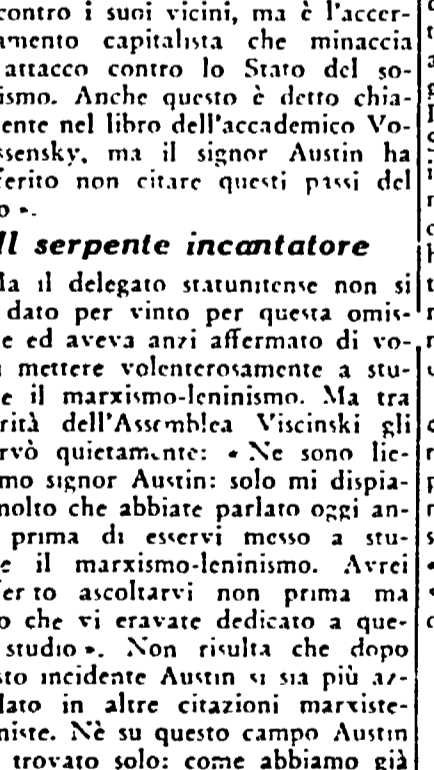 contro i suoi vicini, ma è l'accer-
amento capitalista che minaccia
attacco contro lo Stato del so-
ismo. Anche questo è detto chia-
ente nel libro dell'accademico Vo-
ssensky, ma il signor Austin ha
ferito non citare questi passi del
o ».
Il serpente incantatore
la il delegato statunitense non si
dato per vinto per questa omis-
e ed aveva anzi affermato di vo-
mettere volenterosamente a stu-
e il marxismo-leninismo. Ma tra
rità dell'Assemblea Viscinski gli
rvò quietamente: « Ne sono lie-
mo signor Austin: solo mi dispia-
molto che abbiate parlato oggi an-
prima di esservi messo a stu-
e il marxismo-leninismo. Avrei
fer to ascoltarvi non prima ma
o che vi eravate dedicato a que-
studio ». Non risulta che dopo
sto incidente Austin si sia più az-
lato in altre citazioni marxiste-
niste. Nè su questo campo Austin
trovato solo: come abbiamo già